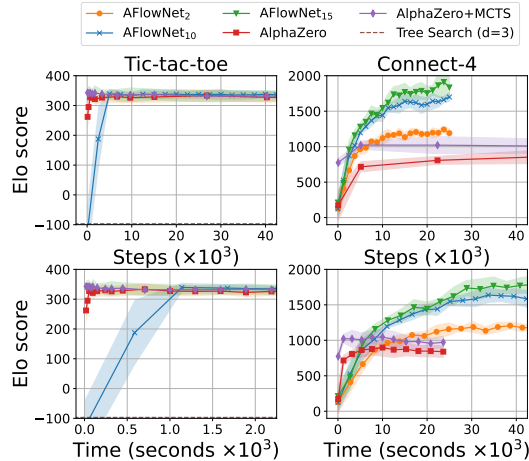 AFlowNet₂ AFlowNet₁₅ AlphaZero+MCTS
AFlowNet₁₀ AlphaZero Tree Search (d=3)
Tic-tac-toe Connect-4
Elo score
400
300
200
100
0
−100
0 10 20 30 40
Steps (×10³)
2000
1500
1000
500
0
0 10 20 30 40
Steps (×10³)
Elo score
400
300
200
100
0
−100
0.0 0.5 1.0 1.5 2.0
Time (seconds ×10³)
2000
1500
1000
500
0
0 10 20 30 40
Time (seconds ×10³)